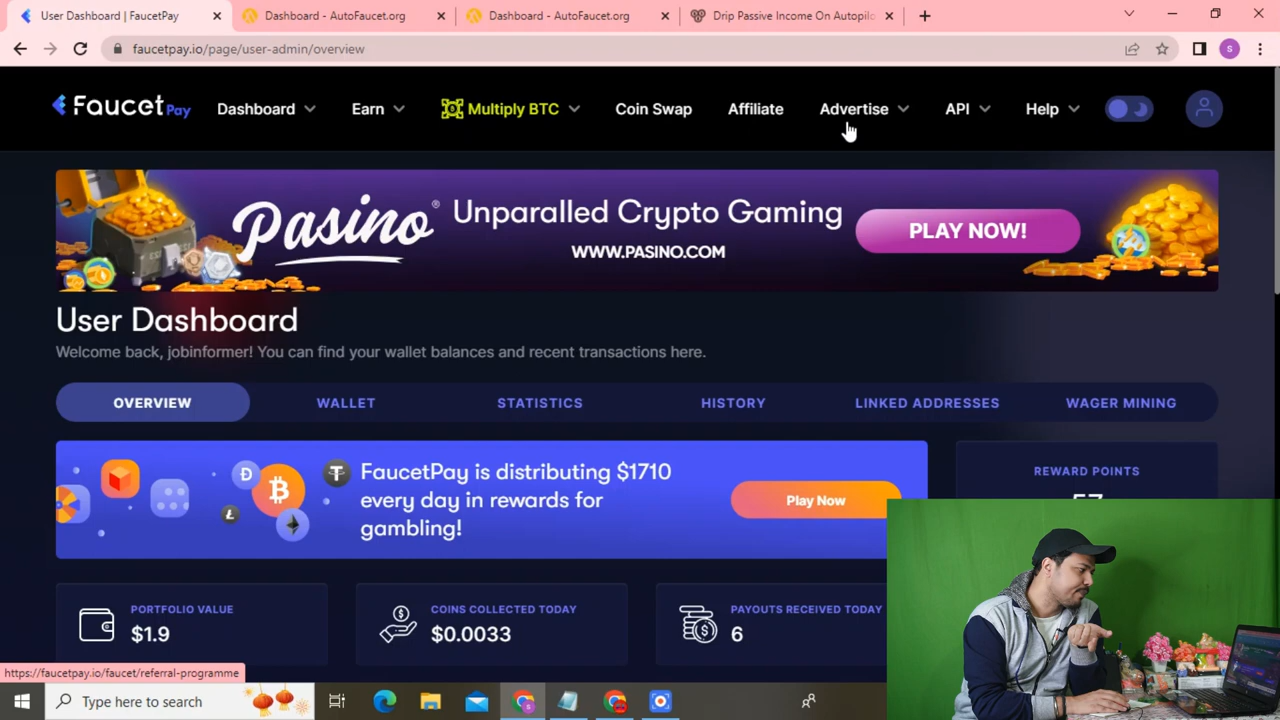 User Dashboard | FaucetPay
Dashboard - AutoFaucet.org
Dashboard - AutoFaucet.org
Drip Passive Income On Autopilo
faucetpay.io/page/user-admin/overview
S
FaucetPay
Dashboard
Earn
Multiply BTC
Coin Swap
Affiliate
Advertise
API
Help
Pasino®
Unparalled Crypto Gaming
WWW.PASINO.COM
PLAY NOW!
User Dashboard
Welcome back, jobinformer! You can find your wallet balances and recent transactions here.
OVERVIEW
WALLET
STATISTICS
HISTORY
LINKED ADDRESSES
WAGER MINING
FaucetPay is distributing $1710
every day in rewards for
gambling!
Play Now
REWARD POINTS
57
PORTFOLIO VALUE
$1.9
COINS COLLECTED TODAY
$0.0033
PAYOUTS RECEIVED TODAY
6
https://faucetpay.io/faucet/referral-programme
Type here to search